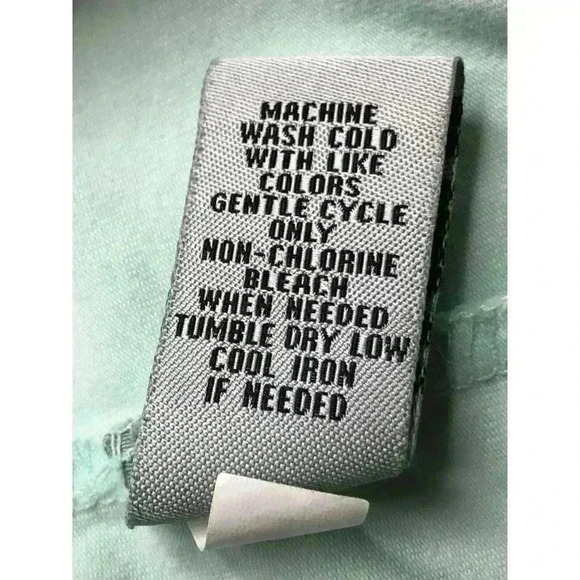 MACHINE
WASH COLD
WITH LIKE
COLORS
GENTLE CYCLE
ONLY
NON-CHLORINE
BLEACH
WHEN NEEDED
TUMBLE DRY LOW
COOL IRON
IF NEEDED